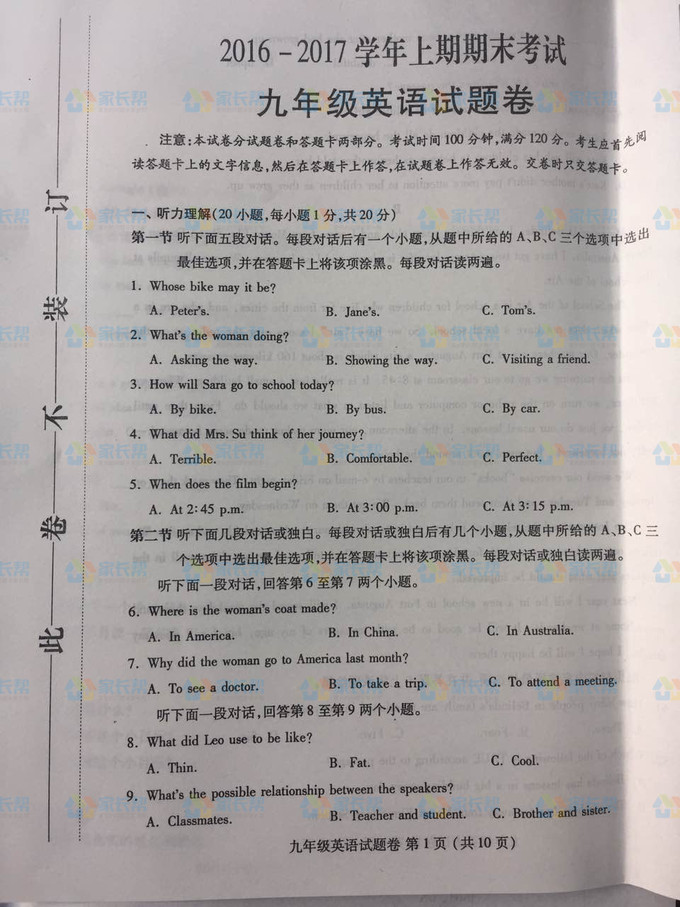 2016-2017学年上期期末考试
九年级英语试题卷
注意:本试卷分试题卷和答题卡两部分。考试时间100分钟,满分120分。考生应首先阅
读答题卡上的文字信息,然后在答题卡上作答,在试题卷上作答无效。交卷时只交答题卡。
一、听力理解(20小题,每小题1分,共20分)
第一节 听下面五段对话。每段对话后有一个小题,从题中所给的A、B、C三个选项中选出
最佳选项,并在答题卡上将该项涂黑。每段对话读两遍。
1. Whose bike may it be?
A. Peter's. B. Jane's. C. Tom's.
2. What's the woman doing?
A. Asking the way. B. Showing the way. C. Visiting a friend.
3. How will Sara go to school today?
A. By bike. B. By bus. C. By car.
4. What did Mrs. Su think of her journey?
A. Terrible. B. Comfortable. C. Perfect.
5. When does the film begin?
A. At 2:45 p.m. B. At 3:00 p.m. C. At 3:15 p.m.
第二节 听下面几段对话或独白。每段对话或独白后有几个小题,从题中所给的A、B、C三
个选项中选出最佳选项,并在答题卡上将该项涂黑。每段对话或独白读两遍。
听下面一段对话,回答第6至第7两个小题。
6. Where is the woman's coat made?
A. In America. B. In China. C. In Australia.
7. Why did the woman go to America last month?
A. To see a doctor. B. To take a trip. C. To attend a meeting.
听下面一段对话,回答第8至第9两个小题。
8. What did Leo use to be like?
A. Thin. B. Fat. C. Cool.
9. What's the possible relationship between the speakers?
A. Classmates. B. Teacher and student. C. Brother and sister.
九年级英语试题卷 第1页(共10页)
此卷不装订
家长帮